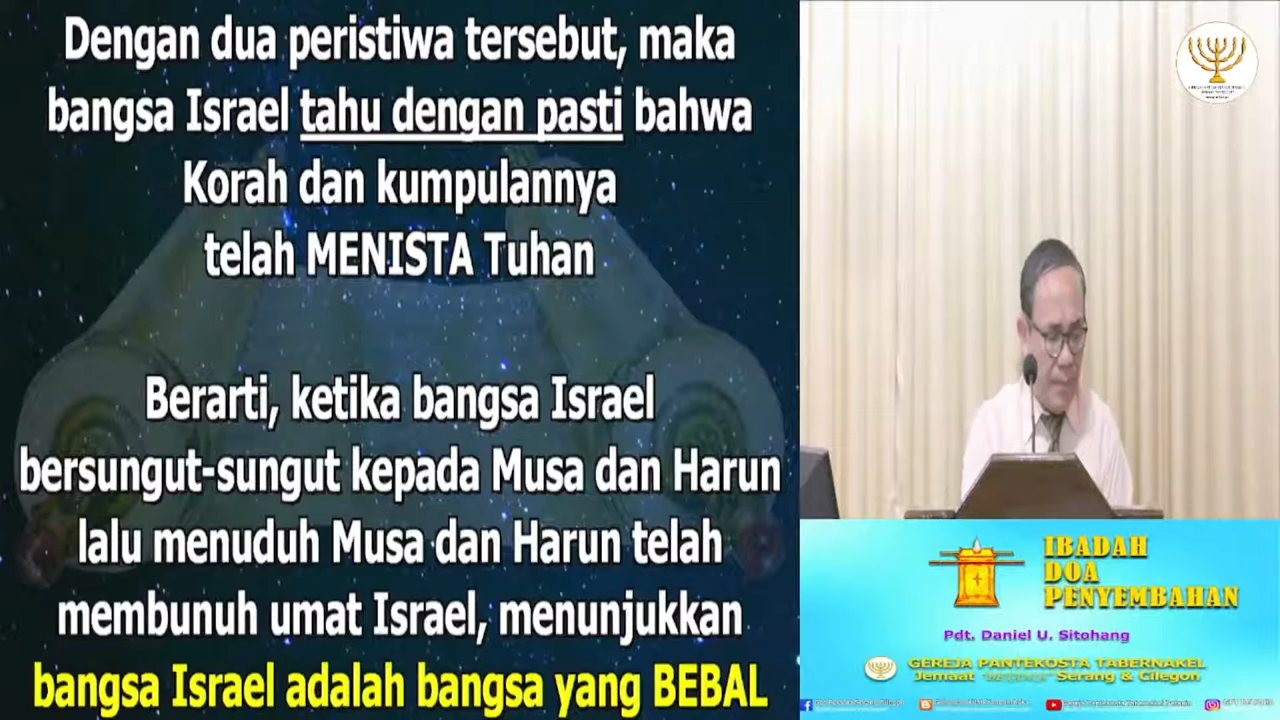 Dengan dua peristiwa tersebut, maka
bangsa Israel tahu dengan pasti bahwa
Korah dan kumpulannya
telah MENISTA Tuhan
Berarti, ketika bangsa Israel
bersungut-sungut kepada Musa dan Harun
lalu menuduh Musa dan Harun telah
membunuh umat Israel, menunjukkan
bangsa Israel adalah bangsa yang BEBAL
IBADAH
DOA
PENYEMBAHAN
Pdt. Daniel U. Sitohang
GEREJA PANTEKOSTA TABERNAKEL
Jemaat Serang & Cilegon